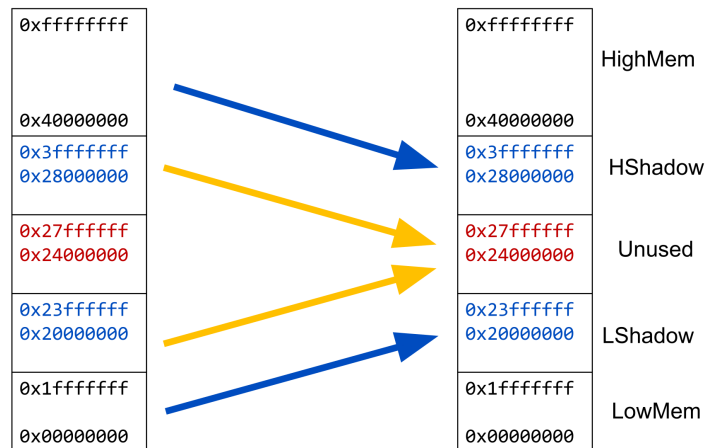 0xffffffff
0x40000000
0x3fffffff
0x28000000
0x27ffffff
0x24000000
0x23ffffff
0x20000000
0x1fffffff
0x00000000
0xffffffff
0x40000000
0x3fffffff
0x28000000
0x27ffffff
0x24000000
0x23ffffff
0x20000000
0x1fffffff
0x00000000
HighMem
HShadow
Unused
LShadow
LowMem